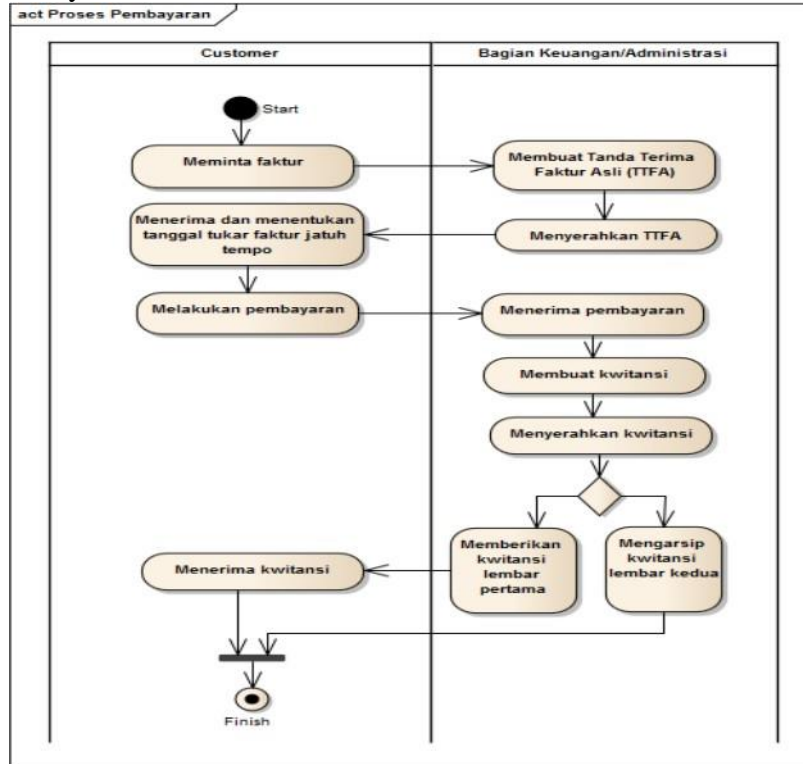 act Proses Pembayaran
Customer
Bagian Keuangan/Administrasi
Start
Meminta faktur
Membuat Tanda Terima
Faktur Asli (TTFA)
Menerima dan menentukan
tanggal tukar faktur jatuh
tempo
Menyerahkan TTFA
Melakukan pembayaran
Menerima pembayaran
Membuat kwitansi
Menyerahkan kwitansi
Memberikan
kwitansi
lembar
pertama
Mengarsip
kwitansi
lembar kedua
Menerima kwitansi
Finish